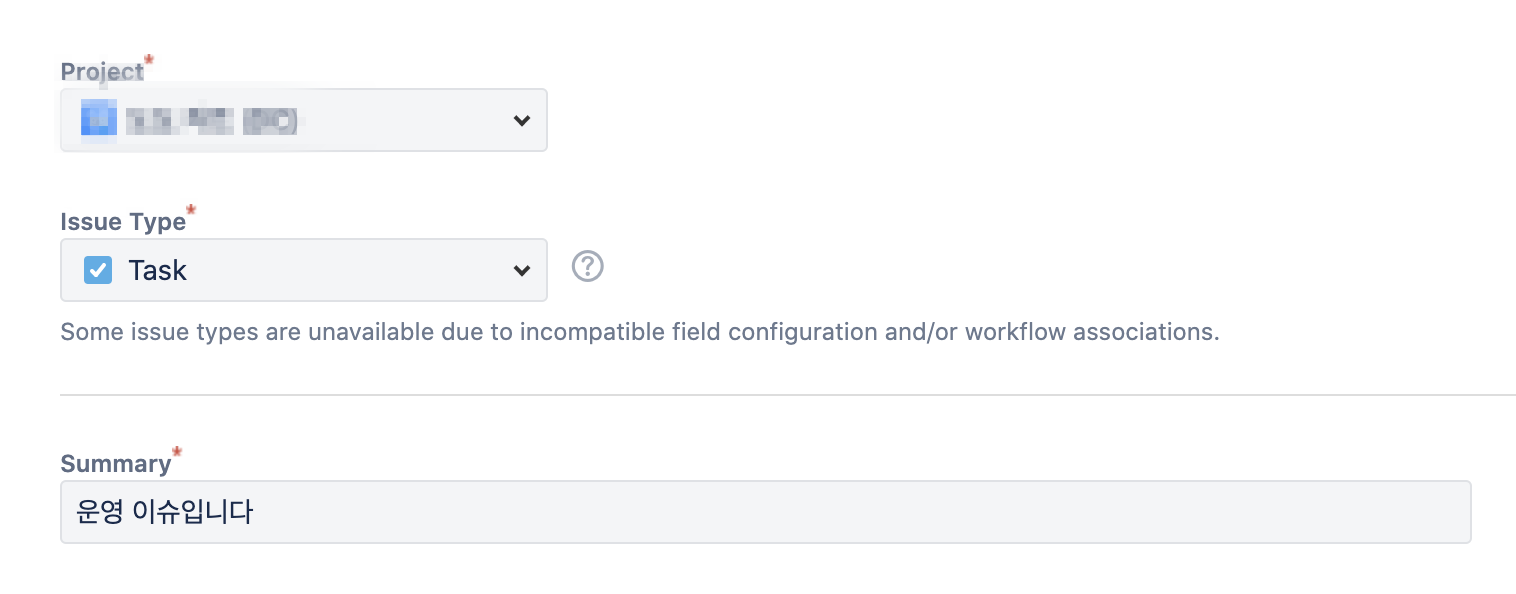 Project*
Issue Type*
Task
?
Some issue types are unavailable due to incompatible field configuration and/or workflow associations.
Summary*
운영 이슈입니다